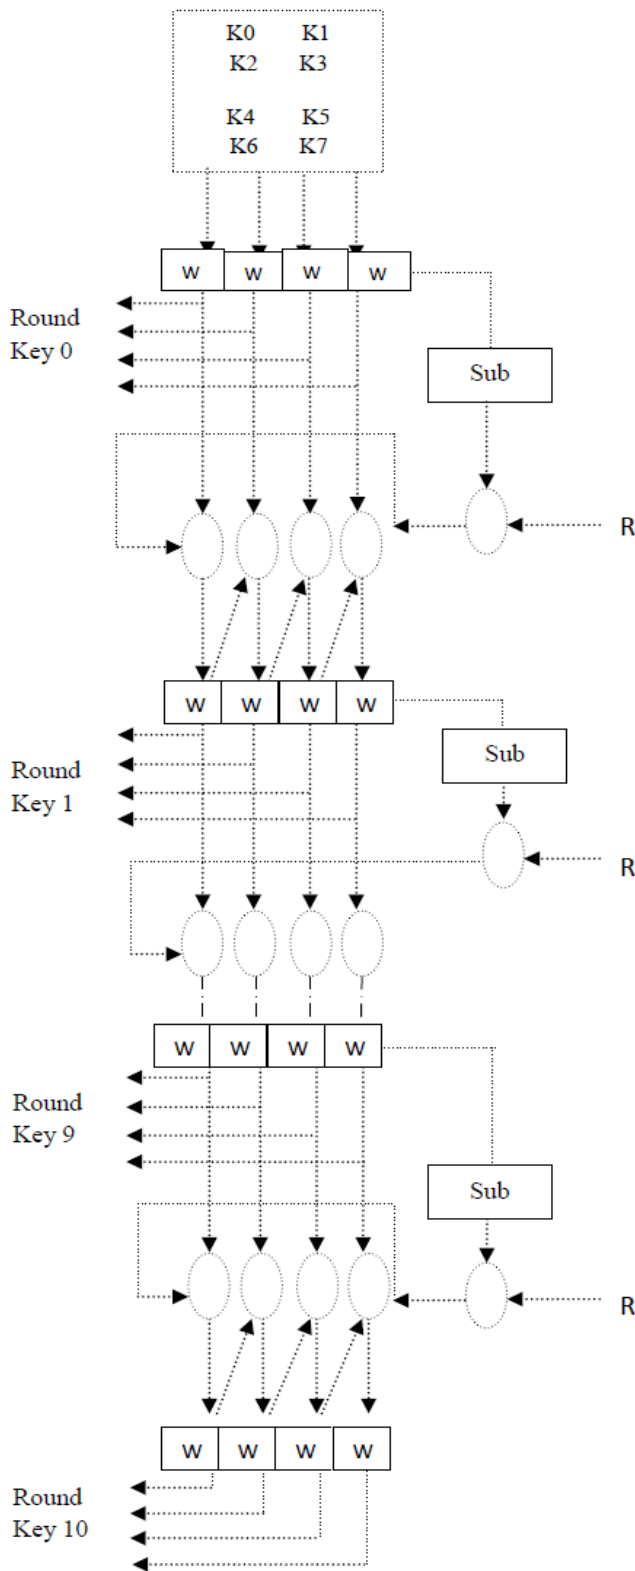 K0 K1
K2 K3
K4 K5
K6 K7
w w w w
Round
Key 0
Sub
R
w w w w
Round
Key 1
Sub
R
w w w w
Round
Key 9
Sub
R
w w w w
Round
Key 10